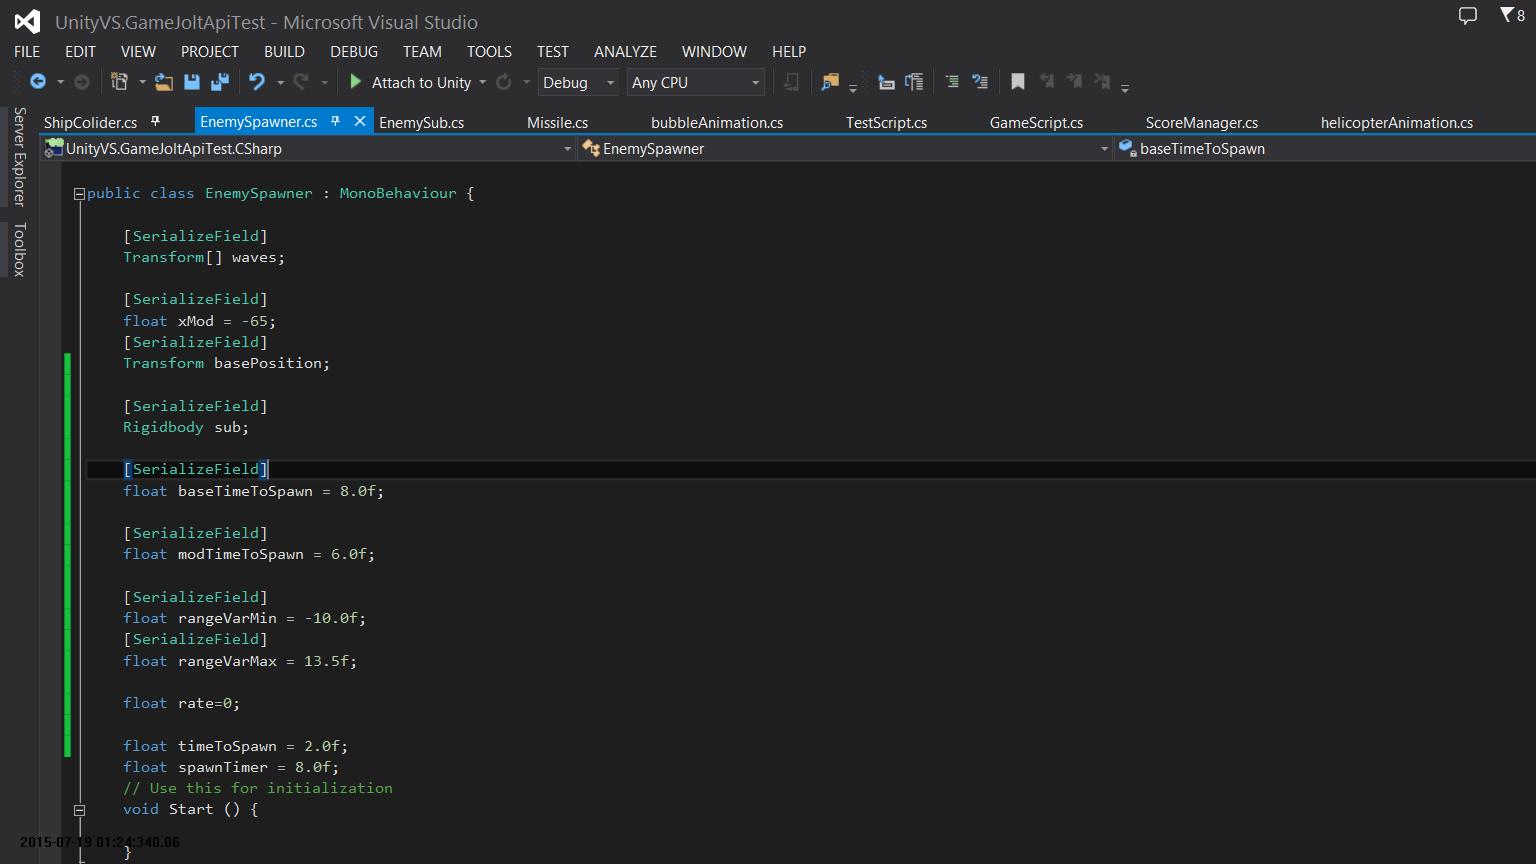 UnityVS.GameJoltApiTest - Microsoft Visual Studio
8
FILE EDIT VIEW PROJECT BUILD DEBUG TEAM TOOLS TEST ANALYZE WINDOW HELP
Attach to Unity Debug Any CPU
Server Explorer
Toolbox
ShipColider.cs EnemySpawner.cs EnemySub.cs Missile.cs bubbleAnimation.cs TestScript.cs GameScript.cs ScoreManager.cs helicopterAnimation.cs
UnityVS.GameJoltApiTest.CSharp EnemySpawner baseTimeToSpawn
public class EnemySpawner : MonoBehaviour {
[SerializeField]
Transform[] waves;
[SerializeField]
float xMod = -65;
[SerializeField]
Transform basePosition;
[SerializeField]
Rigidbody sub;
[SerializeField]
float baseTimeToSpawn = 8.0f;
[SerializeField]
float modTimeToSpawn = 6.0f;
[SerializeField]
float rangeVarMin = -10.0f;
[SerializeField]
float rangeVarMax = 13.5f;
float rate=0;
float timeToSpawn = 2.0f;
float spawnTimer = 8.0f;
// Use this for initialization
void Start () {
2015-07-19 01:24:340.06
}